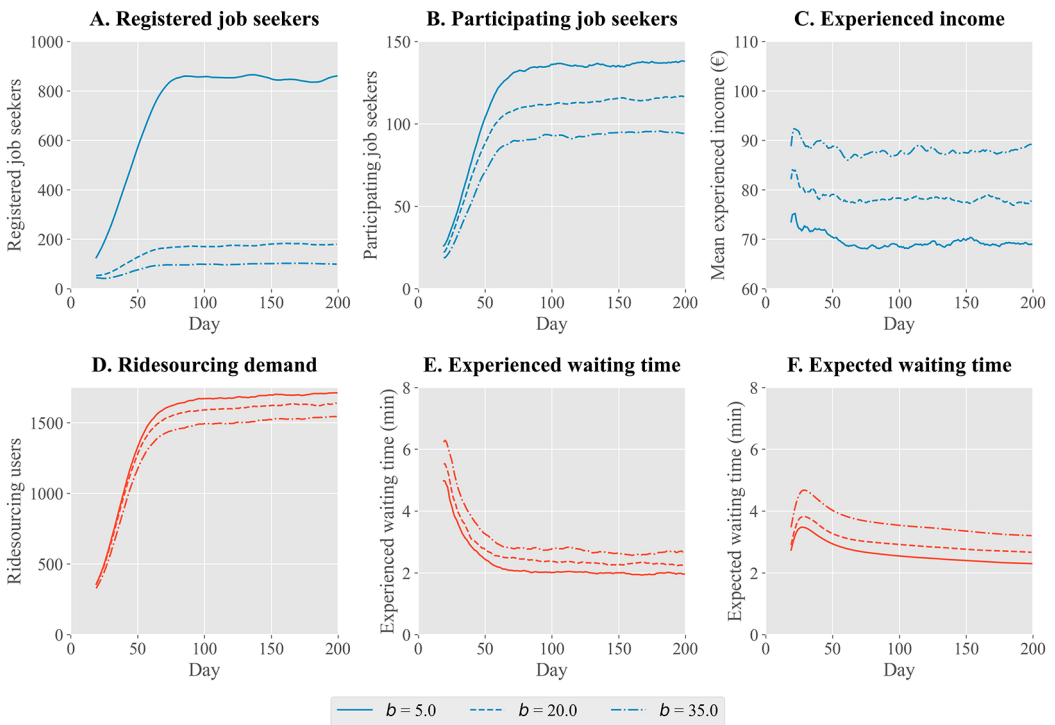 A. Registered job seekers
Registered job seekers
1000
800
600
400
200
0
0 50 100 150 200
Day
B. Participating job seekers
Participating job seekers
150
100
50
0
0 50 100 150 200
Day
C. Experienced income
Mean experienced income (€)
110
100
90
80
70
60
0 50 100 150 200
Day
D. Ridesourcing demand
Ridesourcing users
1500
1000
500
0
0 50 100 150 200
Day
E. Experienced waiting time
Experienced waiting time (min)
8
6
4
2
0
0 50 100 150 200
Day
F. Expected waiting time
Expected waiting time (min)
8
6
4
2
0
0 50 100 150 200
Day
b = 5.0 b = 20.0 b = 35.0